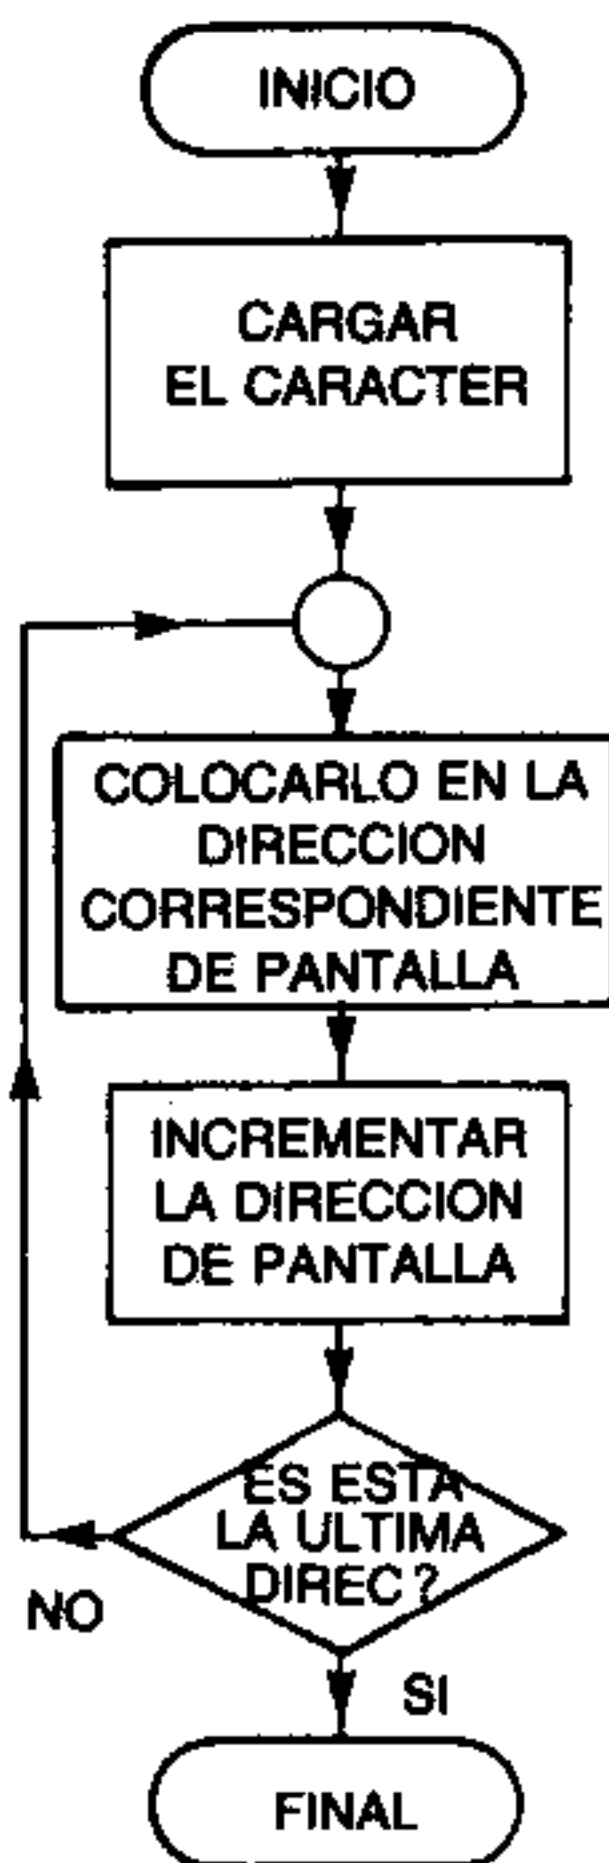 INICIO
CARGAR
EL CARACTER
COLOCARLO EN LA
DIRECCION
CORRESPONDIENTE
DE PANTALLA
INCREMENTAR
LA DIRECCION
DE PANTALLA
ES ESTA
LA ULTIMA
DIREC?
NO
SI
FINAL